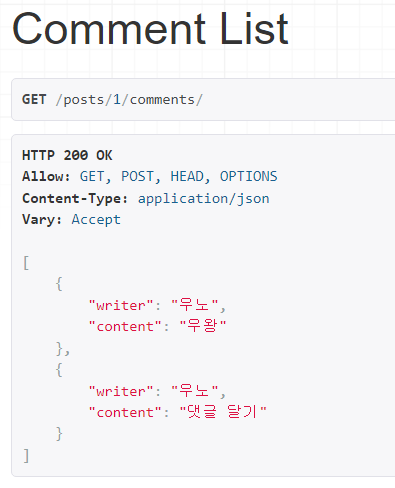 Comment List
GET /posts/1/comments/
HTTP 200 OK
Allow: GET, POST, HEAD, OPTIONS
Content-Type: application/json
Vary: Accept
[
    {
        "writer": "우노",
        "content": "우왕"
    },
    {
        "writer": "우노",
        "content": "댓글 달기"
    }
]